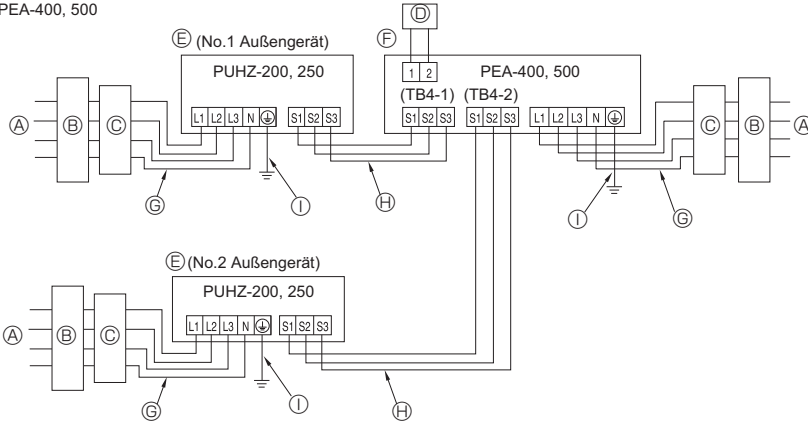 PEA-400, 500
Ⓓ
Ⓔ (No.1 Außengerät)
Ⓕ
PUHZ-200, 250
1 2 PEA-400, 500
(TB4-1) (TB4-2)
L1 L2 L3 N ⏚ S1 S2 S3
S1 S2 S3 S1 S2 S3 L1 L2 L3 N ⏚
Ⓐ Ⓑ Ⓒ
Ⓒ Ⓑ Ⓐ
Ⓖ Ⓘ Ⓗ Ⓘ Ⓖ
Ⓔ (No.2 Außengerät)
PUHZ-200, 250
L1 L2 L3 N ⏚ S1 S2 S3
Ⓐ Ⓑ Ⓒ
Ⓖ Ⓘ Ⓗ